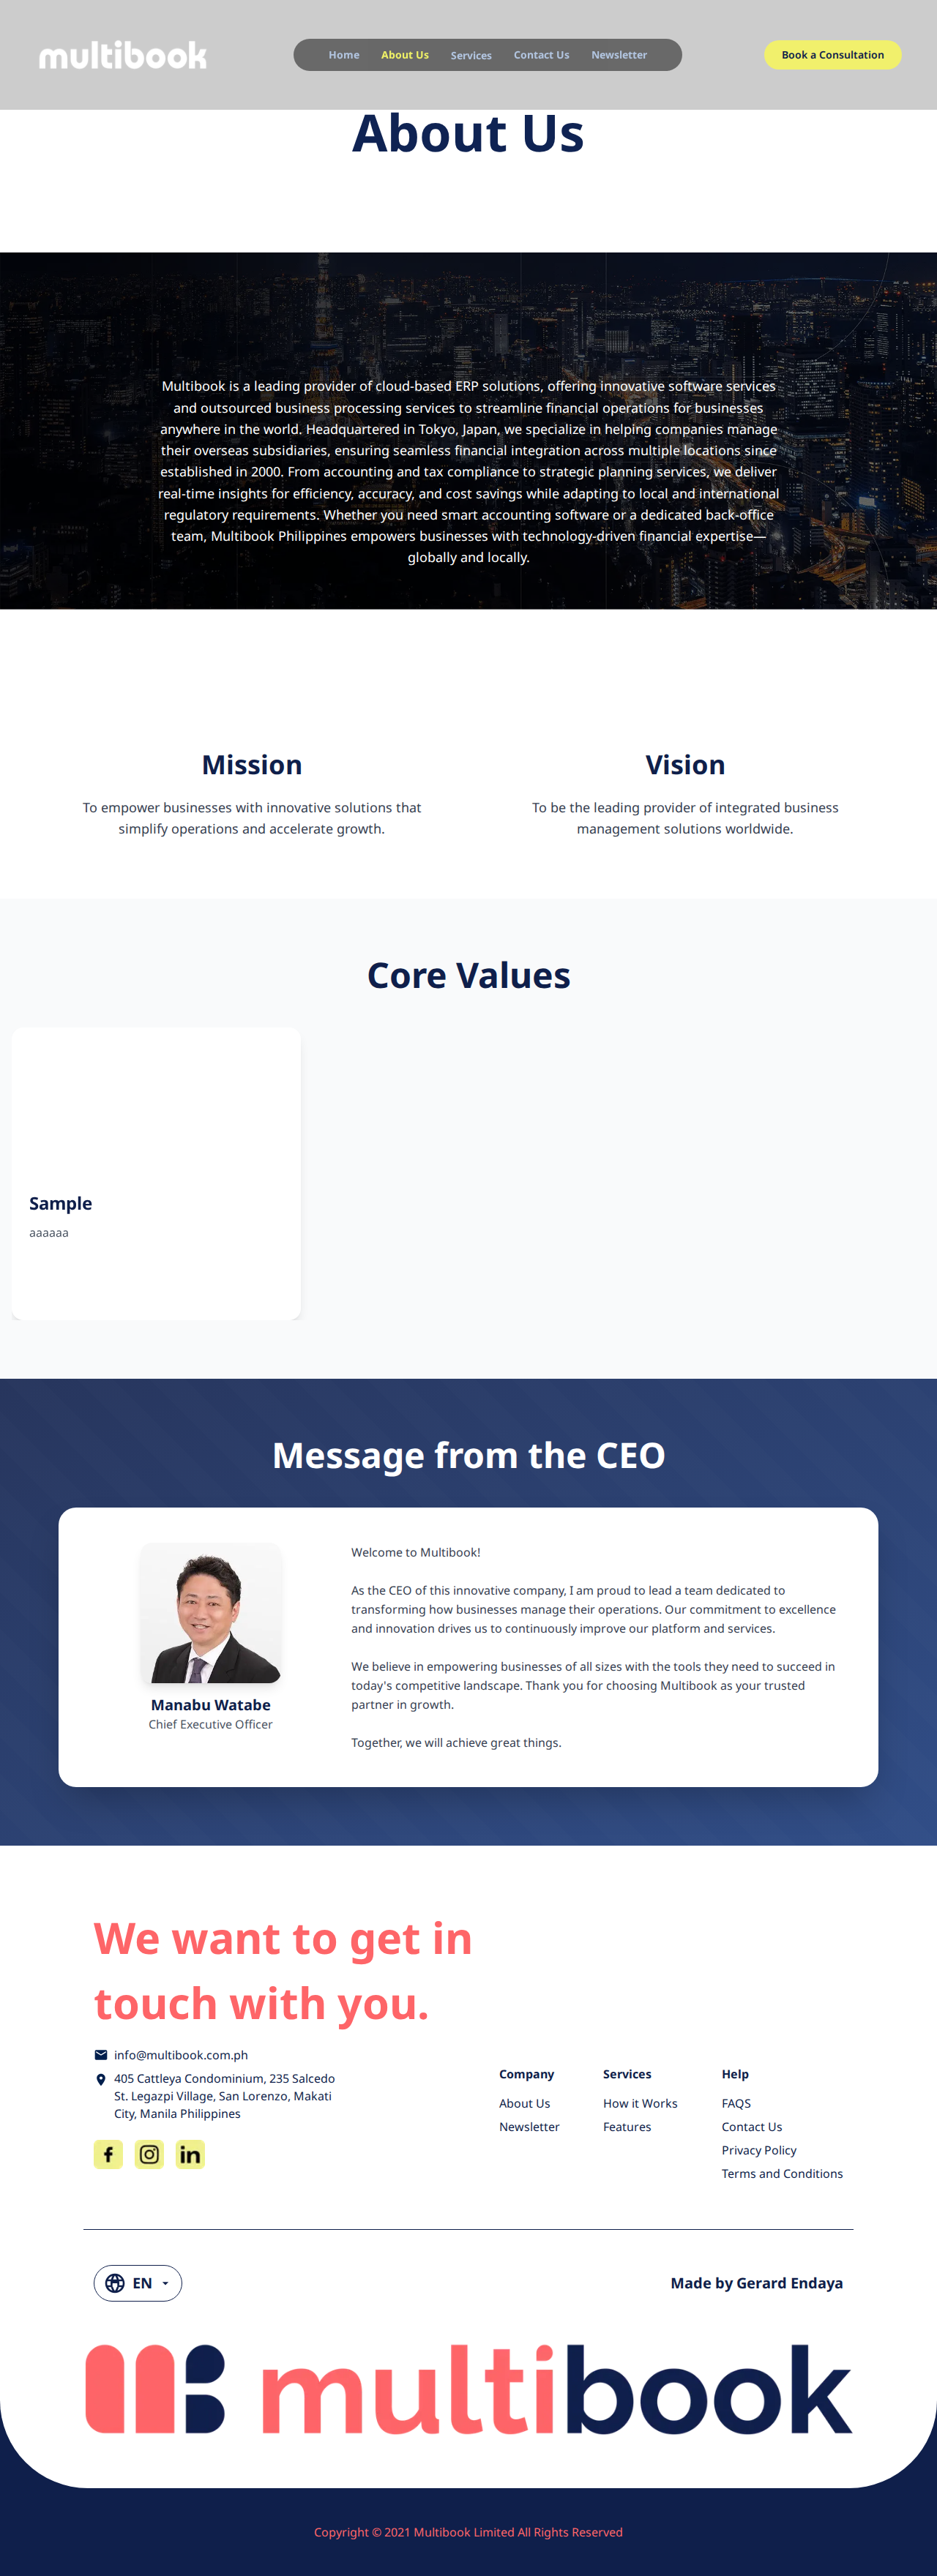 multibook
Home About Us Services Contact Us Newsletter
Book a Consultation
About Us
Multibook is a leading provider of cloud-based ERP solutions, offering innovative software services
and outsourced business processing services to streamline financial operations for businesses
anywhere in the world. Headquartered in Tokyo, Japan, we specialize in helping companies manage
their overseas subsidiaries, ensuring seamless financial integration across multiple locations since
established in 2000. From accounting and tax compliance to strategic planning services, we deliver
real-time insights for efficiency, accuracy, and cost savings while adapting to local and international
regulatory requirements. Whether you need smart accounting software or a dedicated back-office
team, Multibook Philippines empowers businesses with technology-driven financial expertise—
globally and locally.
Mission
To empower businesses with innovative solutions that
simplify operations and accelerate growth.
Vision
To be the leading provider of integrated business
management solutions worldwide.
Core Values
Sample
aaaaaa
Message from the CEO
Manabu Watabe
Chief Executive Officer
Welcome to Multibook!
As the CEO of this innovative company, I am proud to lead a team dedicated to
transforming how businesses manage their operations. Our commitment to excellence
and innovation drives us to continuously improve our platform and services.
We believe in empowering businesses of all sizes with the tools they need to succeed in
today's competitive landscape. Thank you for choosing Multibook as your trusted
partner in growth.
Together, we will achieve great things.
We want to get in
touch with you.
info@multibook.com.ph
405 Cattleya Condominium, 235 Salcedo
St. Legazpi Village, San Lorenzo, Makati
City, Manila Philippines
Company
About Us
Newsletter
Services
How it Works
Features
Help
FAQS
Contact Us
Privacy Policy
Terms and Conditions
EN
Made by Gerard Endaya
multibook
Copyright © 2021 Multibook Limited All Rights Reserved